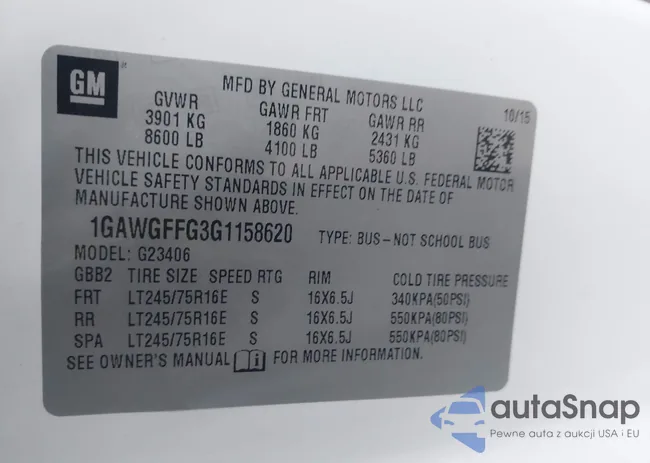 GM
MFD BY GENERAL MOTORS LLC
10/15
GVWR GAWR FRT GAWR RR
3901 KG 1860 KG 2431 KG
8600 LB 4100 LB 5360 LB
THIS VEHICLE CONFORMS TO ALL APPLICABLE U.S. FEDERAL MOTOR
VEHICLE SAFETY STANDARDS IN EFFECT ON THE DATE OF
MANUFACTURE SHOWN ABOVE.
1GAWGFFG3G1158620 TYPE: BUS-NOT SCHOOL BUS
MODEL: G23406
GBB2 TIRE SIZE SPEED RTG RIM COLD TIRE PRESSURE
FRT LT245/75R16E S 16X6.5J 340KPA(50PSI)
RR LT245/75R16E S 16X6.5J 550KPA(80PSI)
SPA LT245/75R16E S 16X6.5J 550KPA(80PSI)
SEE OWNER'S MANUAL FOR MORE INFORMATION.
autaSnap
Pewne auta z aukcji USA i EU